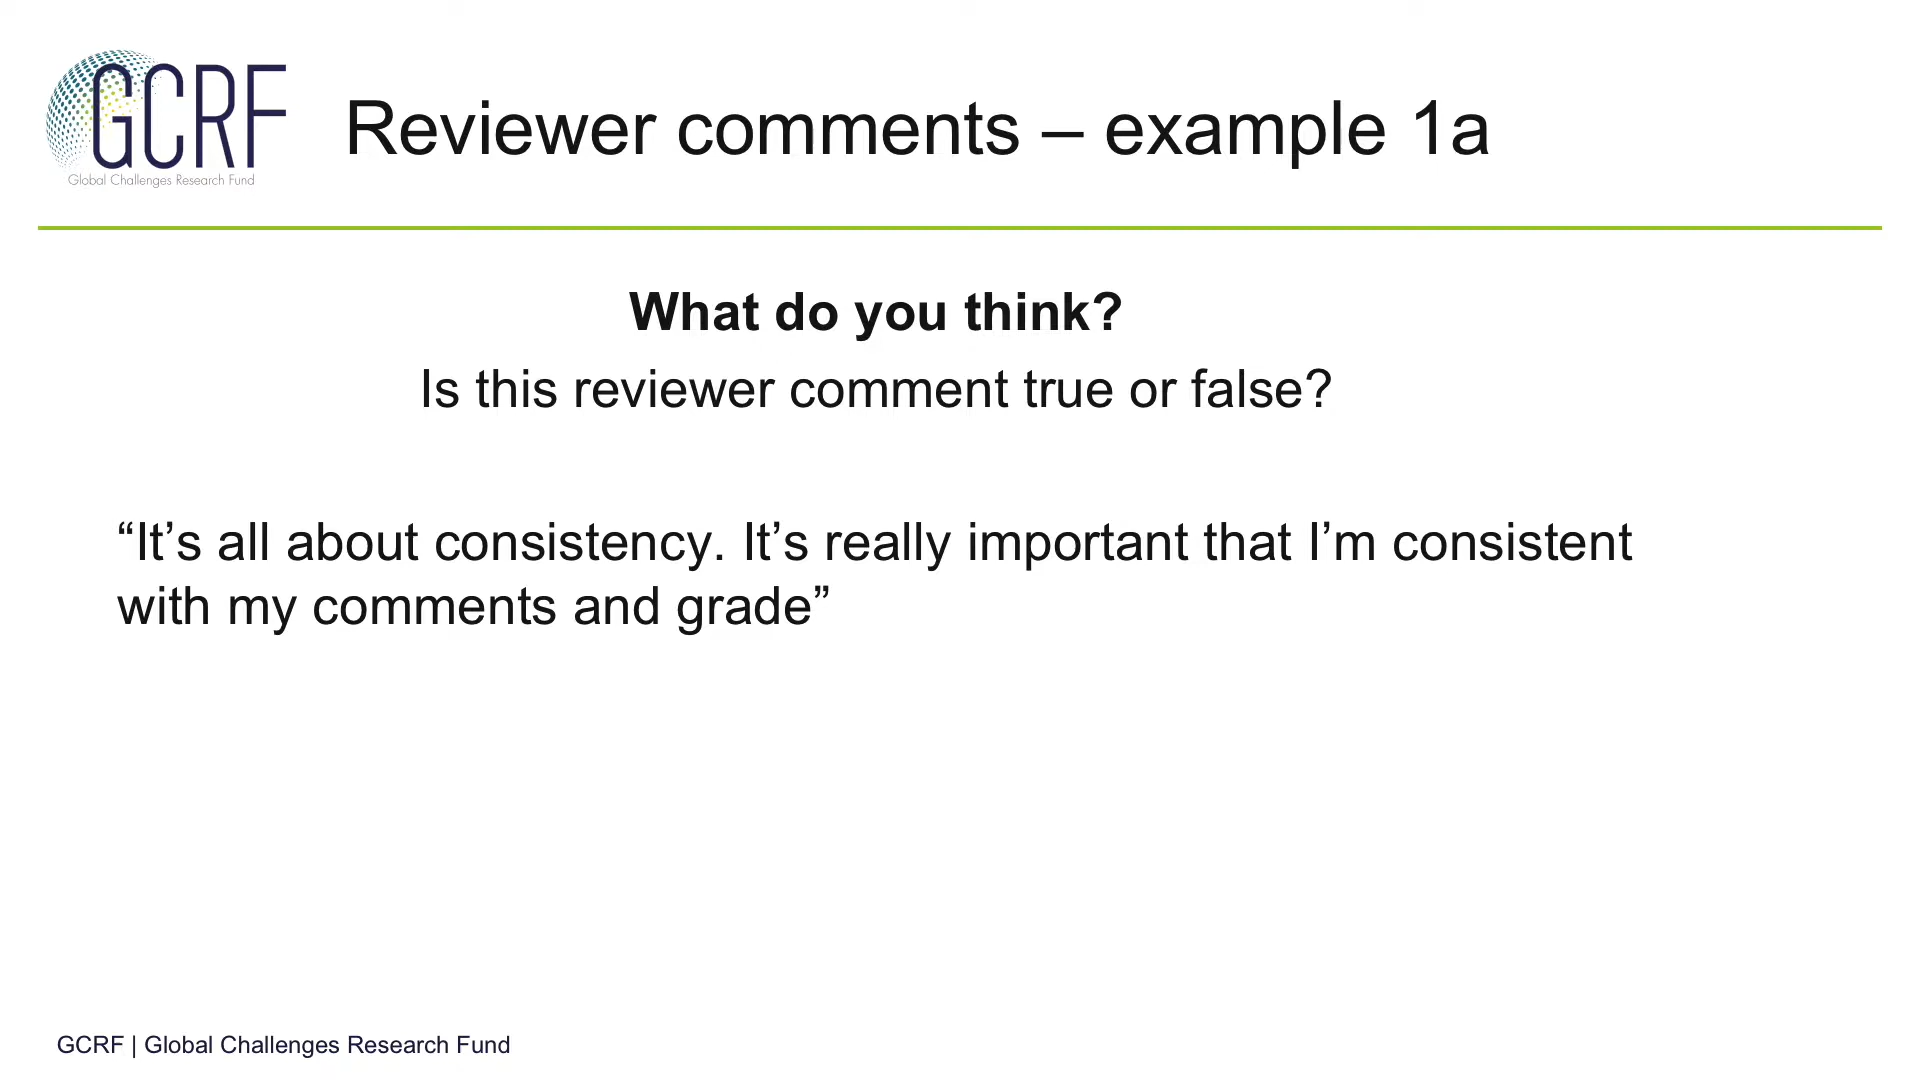 GCRF
Global Challenges Research Fund
Reviewer comments – example 1a
What do you think?
Is this reviewer comment true or false?
“It’s all about consistency. It’s really important that I’m consistent
with my comments and grade”
GCRF | Global Challenges Research Fund